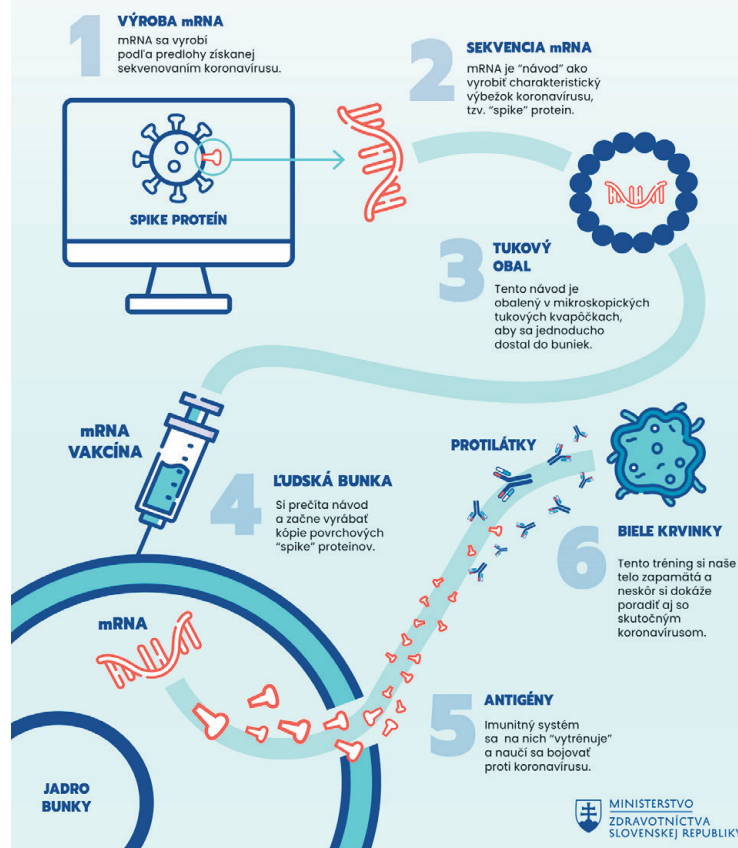 1
VÝROBA mRNA
mRNA sa vyrobí
podľa predlohy získanej
sekvenovaním koronavírusu.
SPIKE PROTEÍN
2
SEKVENCIA mRNA
mRNA je “návod” ako
vyrobiť charakteristický
výbežok koronavírusu,
tzv. “spike” protein.
3
TUKOVÝ
OBAL
Tento návod je
obalený v mikroskopických
tukových kvapôčkach,
aby sa jednoducho
dostal do buniek.
mRNA
VAKCÍNA
4
ĽUDSKÁ BUNKA
Si prečíta návod
a začne vyrábať
kópie povrchových
“spike” proteinov.
PROTILÁTKY
6
BIELE KRVINKY
Tento tréning si naše
telo zapamätá a
neskôr si dokáže
poradiť aj so
skutočným
koronavírusom.
mRNA
5
ANTIGÉNY
Imunitný systém
sa na nich “vytrénuje”
a naučí sa bojovať
proti koronavírusu.
JADRO
BUNKY
MINISTERSTVO
ZDRAVOTNÍCTVA
SLOVENSKEJ REPUBLIKY